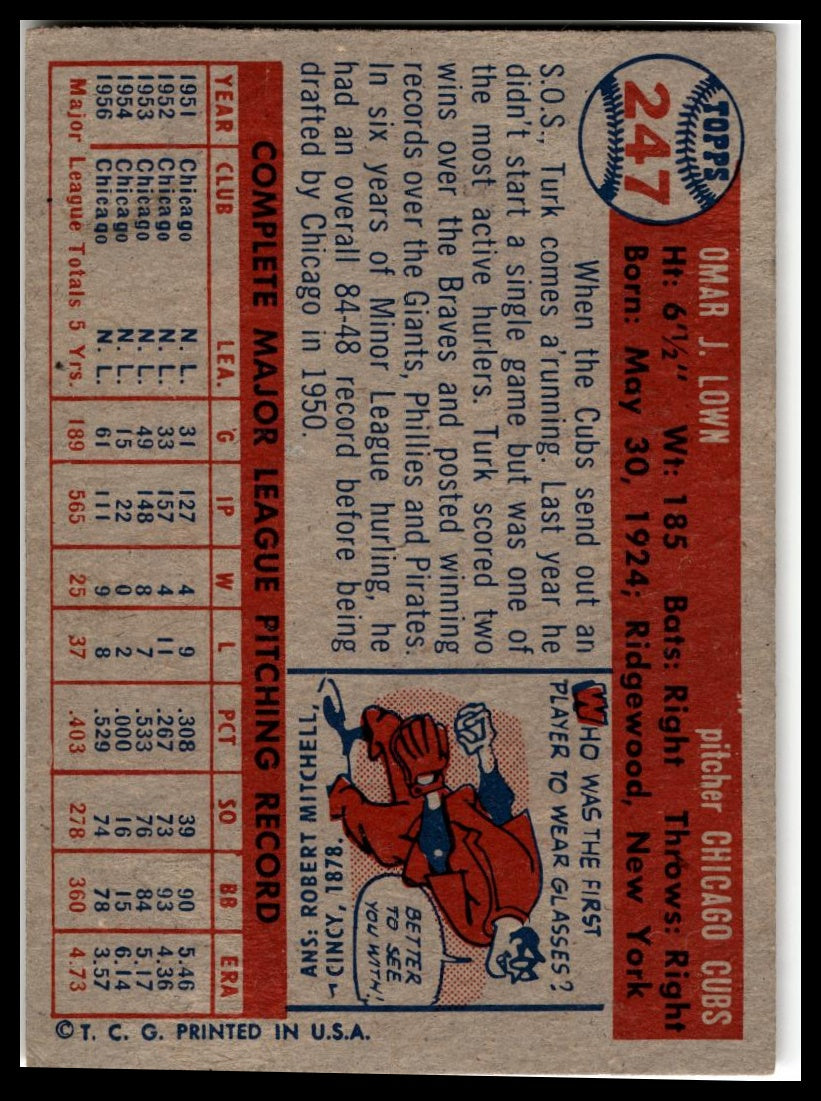 TOPPS
247
OMAR J. LOWN pitcher CHICAGO CUBS
Ht: 6'½" Wt: 185 Bats: Right Throws: Right
Born: May 30, 1924; Ridgewood, New York
When the Cubs send out an
S.O.S., Turk comes a'running. Last year he
didn't start a single game but was one of
the most active hurlers. Turk scored two
wins over the Braves and posted winning
records over the Giants, Phillies and Pirates.
In six years of Minor League hurling, he
had an overall 84-48 record before being
drafted by Chicago in 1950.
WHO WAS THE FIRST
PLAYER TO WEAR GLASSES?
BETTER
TO SEE
YOU WITH!
ANS: ROBERT MITCHELL,
CINCY, 1878.
COMPLETE MAJOR LEAGUE PITCHING RECORD
YEAR CLUB LEA. G IP W L PCT SO BB ERA
1951 Chicago N. L. 31 127 4 9 .308 39 90 5.46
1952 Chicago N. L. 33 157 4 11 .267 73 93 4.36
1953 Chicago N. L. 49 148 8 7 .533 76 84 5.17
1954 Chicago N. L. 15 22 0 2 .000 16 15 6.14
1956 Chicago N. L. 61 111 9 8 .529 74 78 3.57
Major League Totals 5 Yrs. 189 565 25 37 .403 278 360 4.73
©T. C. G. PRINTED IN U.S.A.